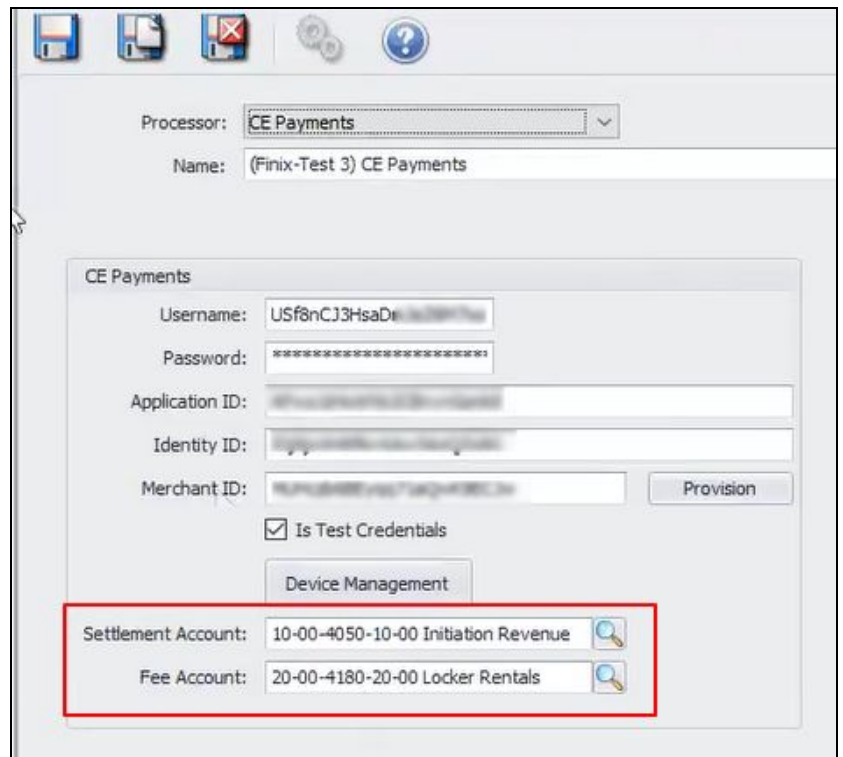 Processor: CE Payments
Name: (Finix-Test 3) CE Payments
CE Payments
Username: USf8nCJ3HsaD
Password: **********************
Application ID:
Identity ID:
Merchant ID: Provision
Is Test Credentials
Device Management
Settlement Account: 10-00-4050-10-00 Initiation Revenue
Fee Account: 20-00-4180-20-00 Locker Rentals